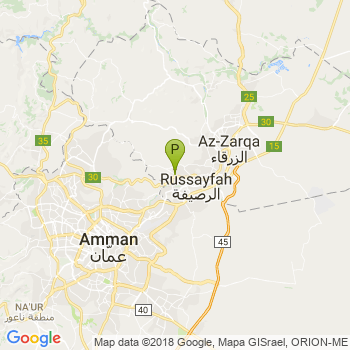 25
30
35
P
Az-Zarqa
الزرقاء
15
30
Russayfah
الرصيفة
Amman
عمان
45
NA'UR
منطقة ناعور
40
Google
Map data ©2018 Google, Mapa GISrael, ORION-ME